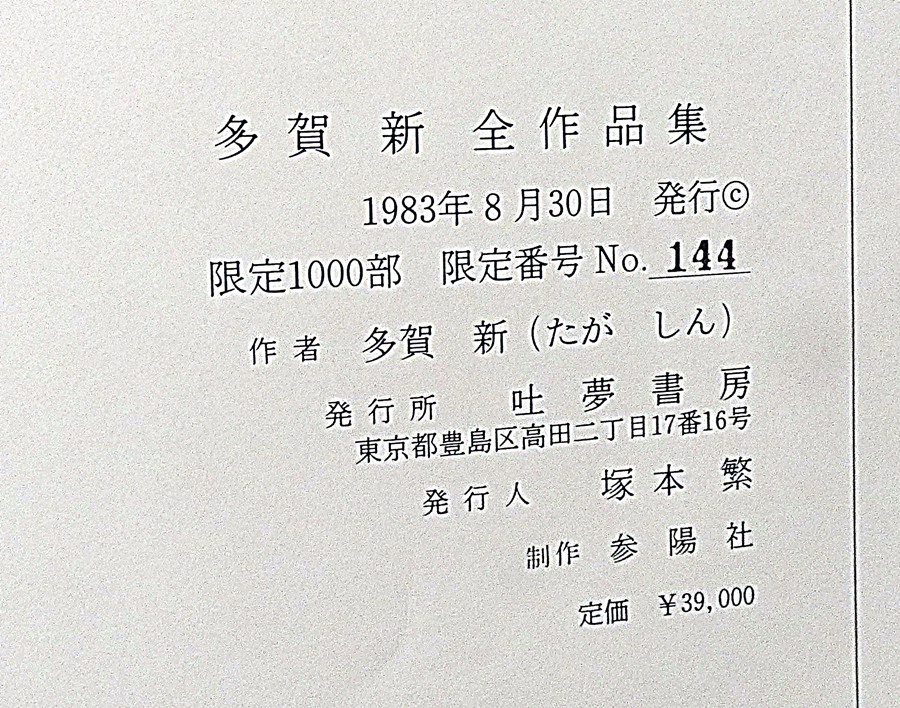 多賀 新 全作品集
1983年8月30日 発行©
限定1000部 限定番号 No. 144
作者 多賀 新(たが しん)
発行所 吐夢書房
東京都豊島区高田二丁目17番16号
発行人 塚本繁
制作 参陽社
定価 ¥39,000